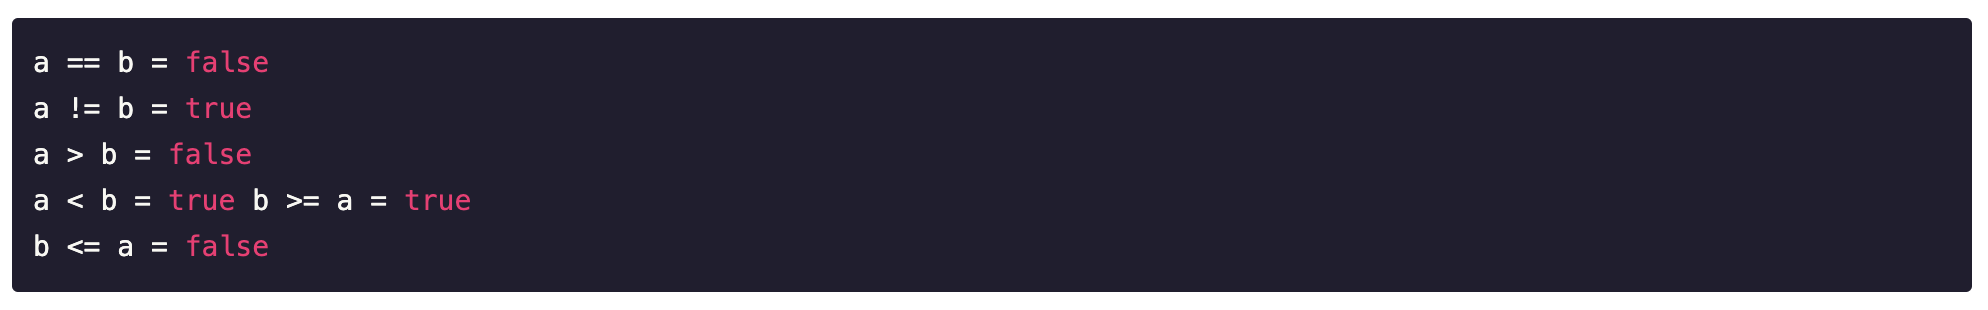 a == b = false
a != b = true
a > b = false
a < b = true b >= a = true
b <= a = false